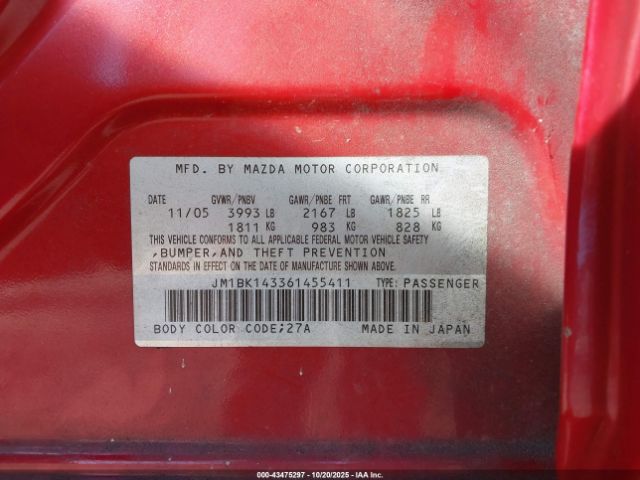 MFD. BY MAZDA MOTOR CORPORATION
DATE GVWR/PNBV GAWR/PNBE FRT GAWR/PNBE RR
11/05 3993 LB 2167 LB 1825 LB
1811 KG 983 KG 828 KG
THIS VEHICLE CONFORMS TO ALL APPLICABLE FEDERAL MOTOR VEHICLE SAFETY
,BUMPER,AND THEFT PREVENTION
STANDARDS IN EFFECT ON THE DATE OF MANUFACTURE SHOWN ABOVE.
JM1BK143361455411 TYPE: PASSENGER
BODY COLOR CODE;27A MADE IN JAPAN
000-43475297 - 10/20/2025 - IAA Inc.